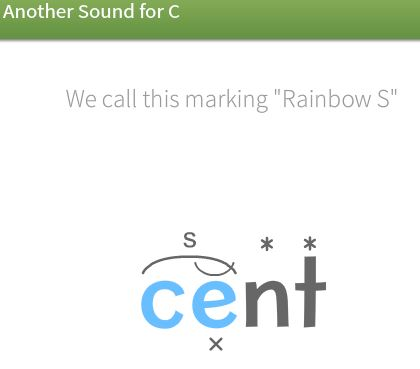 Another Sound for C
We call this marking "Rainbow S"
S
* *
cent
×